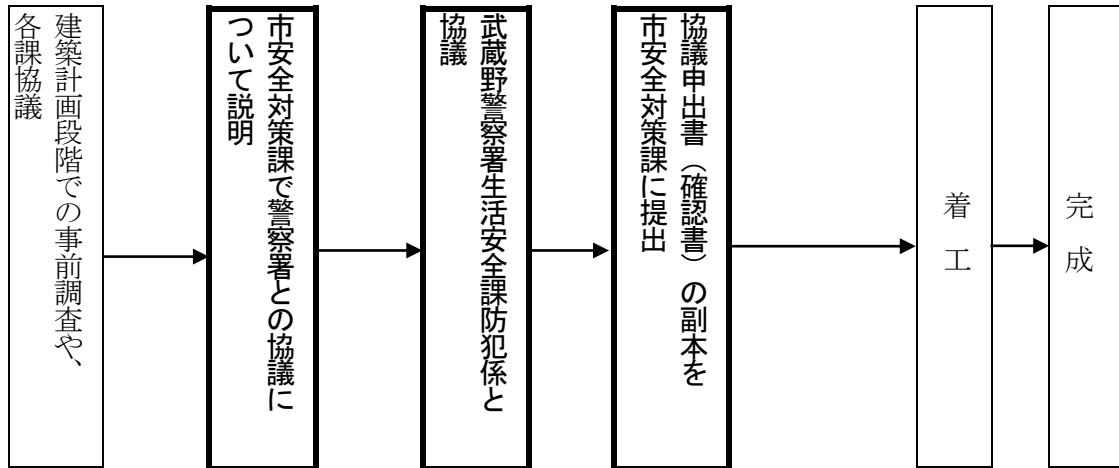 建築計画段階での事前調査や、
各課協議
市安全対策課で警察署との協議に
ついて説明
武蔵野警察署生活安全課防犯係と
協議
協議申出書（確認書）の副本を
市安全対策課に提出
着工
完成